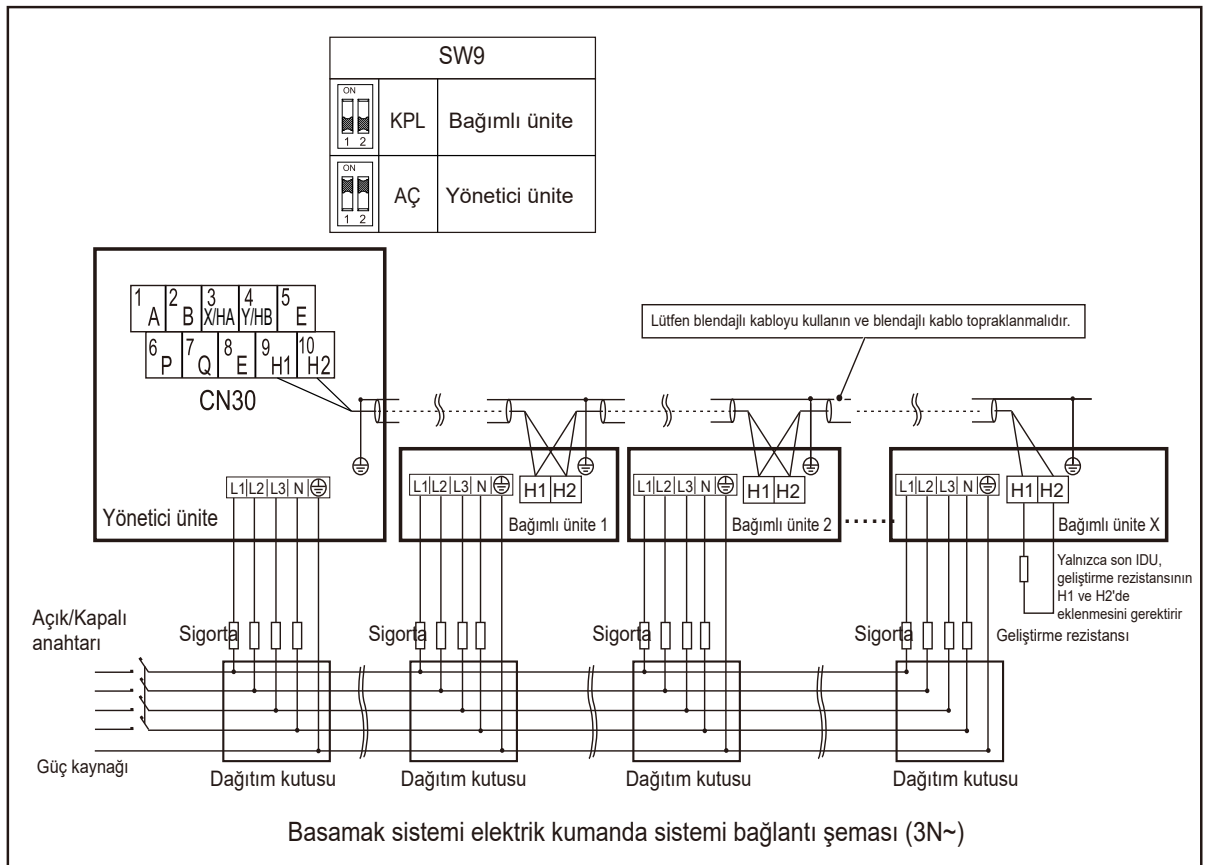 SW9
ON
1 2
KPL
Bağımlı ünite
ON
1 2
AÇ
Yönetici ünite
1 A
2 B
3 X/HA
4 Y/HB
5 E
6 P
7 Q
8 E
9 H1
10 H2
CN30
Lütfen blendajlı kabloyu kullanın ve blendajlı kablo topraklanmalıdır.
L1 L2 L3 N
Yönetici ünite
L1 L2 L3 N
H1 H2
Bağımlı ünite 1
L1 L2 L3 N
H1 H2
Bağımlı ünite 2
L1 L2 L3 N
H1 H2
Bağımlı ünite X
Yalnızca son IDU,
geliştirme rezistansının
H1 ve H2'de
eklenmesini gerektirir
Geliştirme rezistansı
Açık/Kapalı
anahtarı
Sigorta
Sigorta
Sigorta
Sigorta
Güç kaynağı
Dağıtım kutusu
Dağıtım kutusu
Dağıtım kutusu
Dağıtım kutusu
Basamak sistemi elektrik kumanda sistemi bağlantı şeması (3N~)